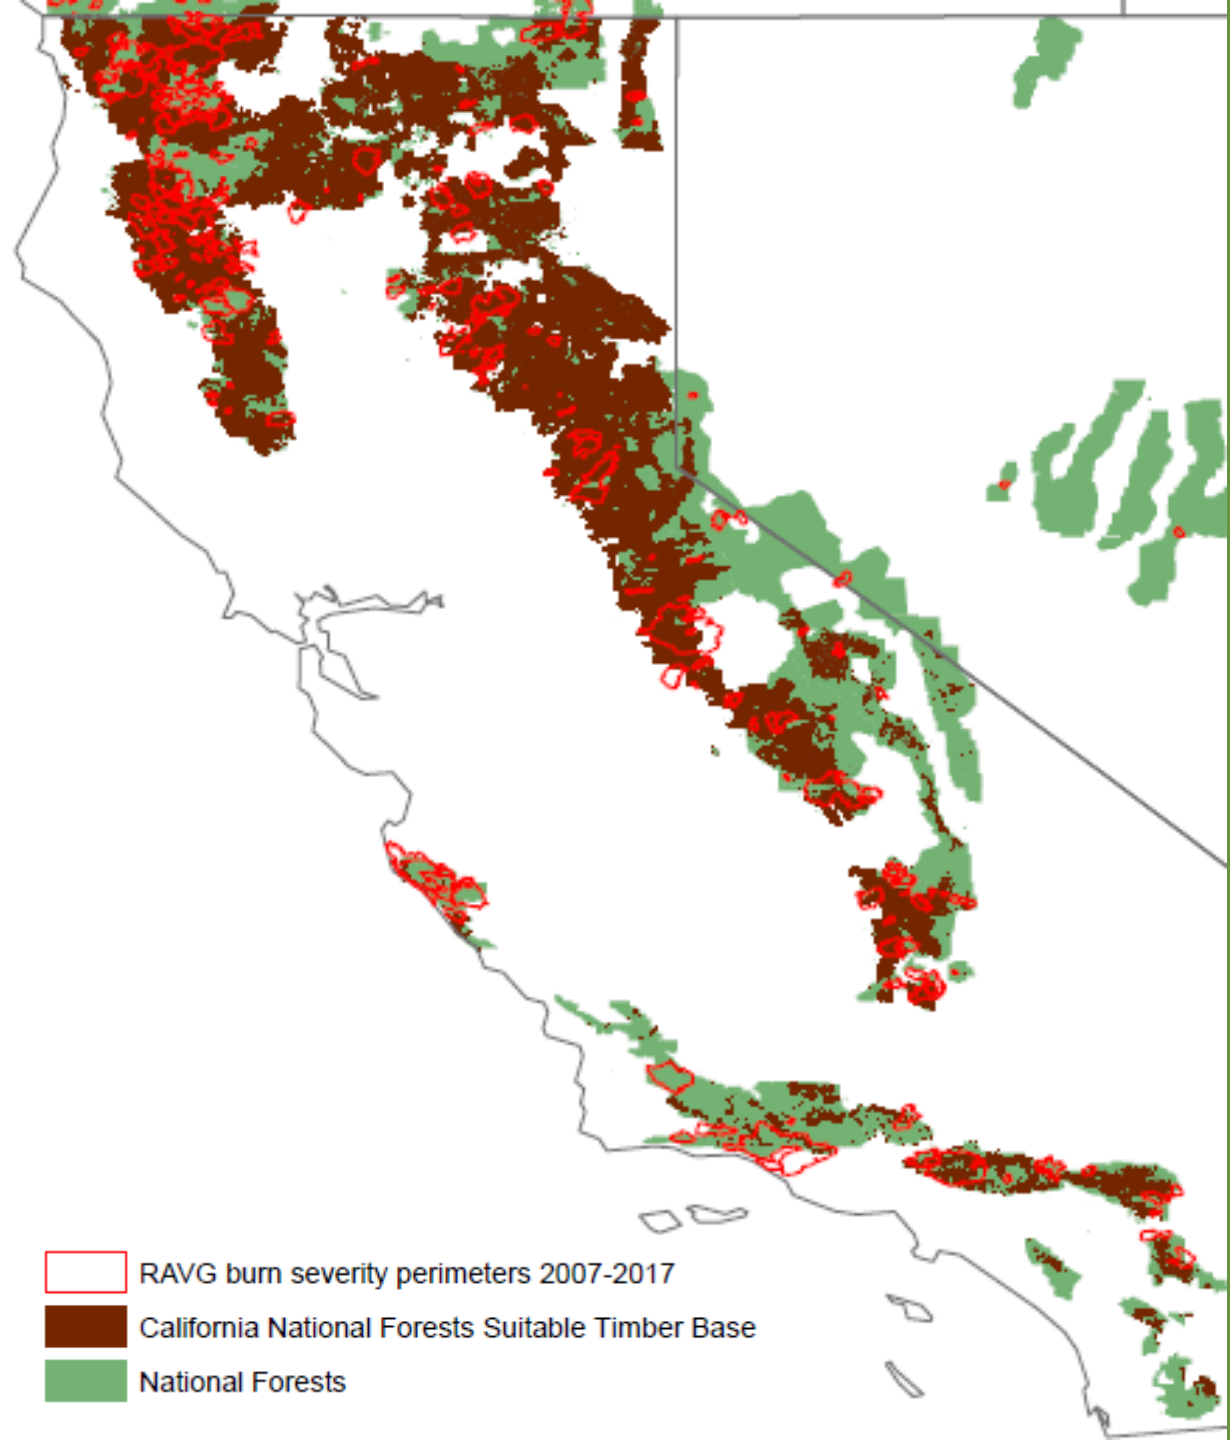 RAVG burn severity perimeters 2007-2017
California National Forests Suitable Timber Base
National Forests